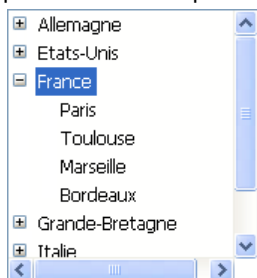 Allemagne
Etats-Unis
France
Paris
Toulouse
Marseille
Bordeaux
Grande-Bretagne
Italie